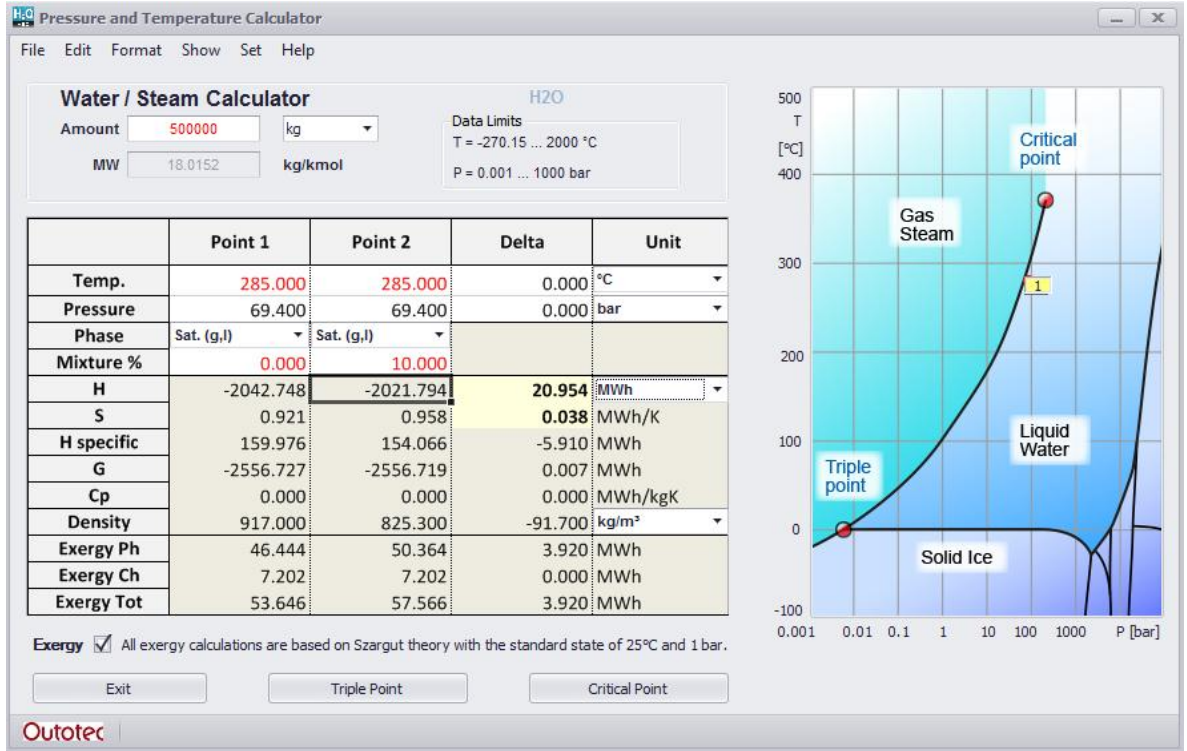 H₂O Pressure and Temperature Calculator
File Edit Format Show Set Help
Water / Steam Calculator
H2O
Amount 500000 kg
MW 18.0152 kg/kmol
Data Limits
T = -270.15 ... 2000 °C
P = 0.001 ... 1000 bar
Point 1 Point 2 Delta Unit
Temp. 285.000 285.000 0.000 °C
Pressure 69.400 69.400 0.000 bar
Phase Sat. (g,l) Sat. (g,l)
Mixture % 0.000 10.000
H -2042.748 -2021.794 20.954 MWh
S 0.921 0.958 0.038 MWh/K
H specific 159.976 154.066 -5.910 MWh
G -2556.727 -2556.719 0.007 MWh
Cp 0.000 0.000 0.000 MWh/kgK
Density 917.000 825.300 -91.700 kg/m³
Exergy Ph 46.444 50.364 3.920 MWh
Exergy Ch 7.202 7.202 0.000 MWh
Exergy Tot 53.646 57.566 3.920 MWh
Exergy All exergy calculations are based on Szargut theory with the standard state of 25°C and 1 bar.
Exit Triple Point Critical Point
Outotec
500
T
[°C]
400
300
200
100
0
-100
Critical
point
Gas
Steam
1
Liquid
Water
Triple
point
Solid Ice
0.001 0.01 0.1 1 10 100 1000 P [bar]